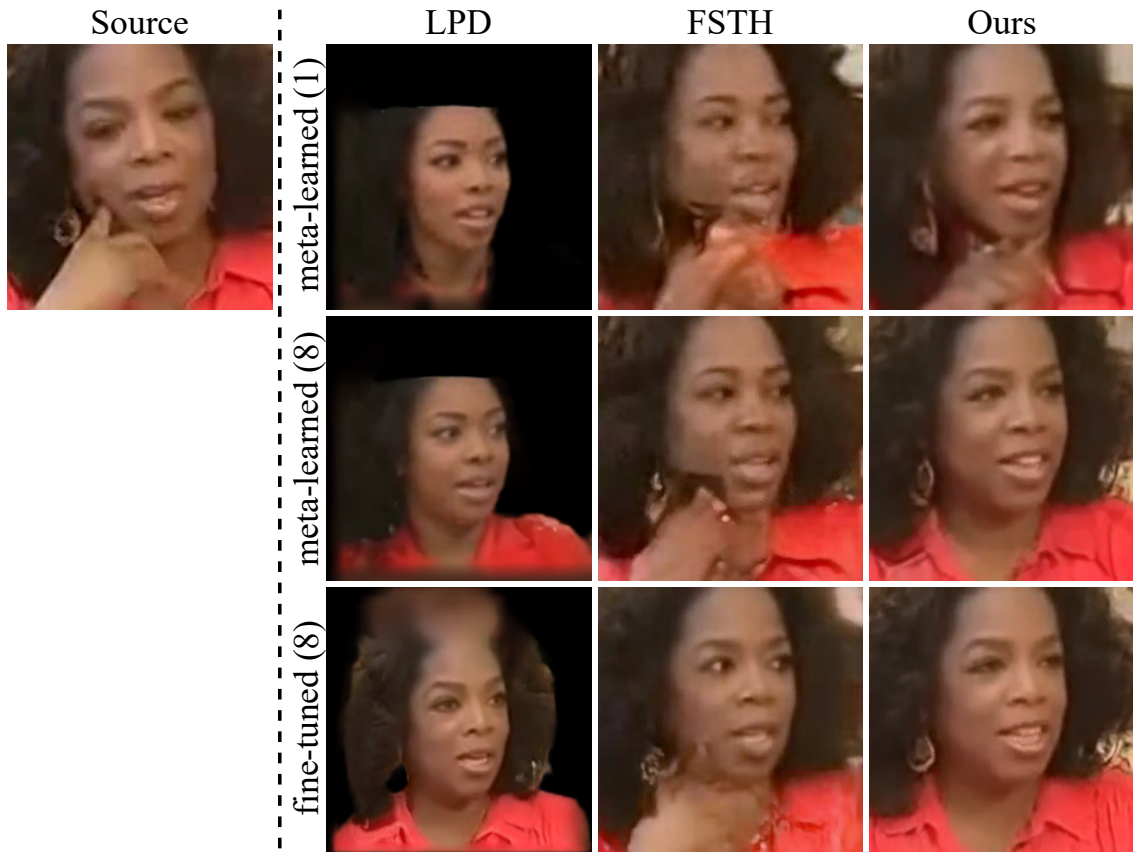 Source
LPD
FSTH
Ours
meta-learned (1)
meta-learned (8)
fine-tuned (8)